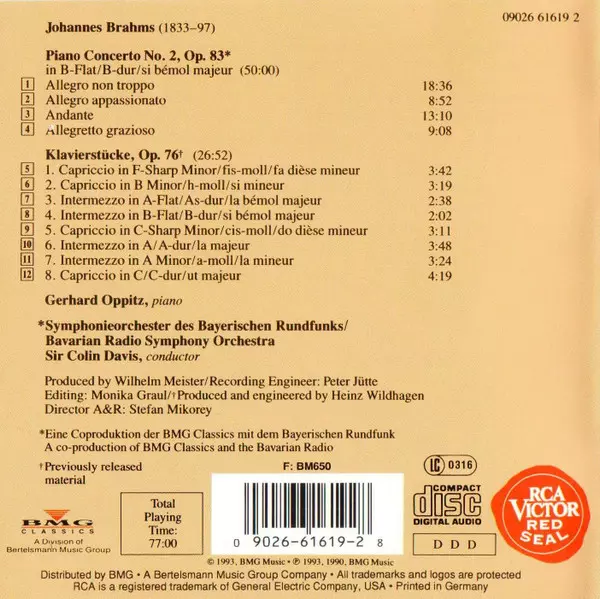 Johannes Brahms (1833–97)
09026 61619 2
Piano Concerto No. 2, Op. 83*
in B-Flat/B-dur/si bémol majeur (50:00)
1 Allegro non troppo 18:36
2 Allegro appassionato 8:52
3 Andante 13:10
4 Allegretto grazioso 9:08
Klavierstücke, Op. 76† (26:52)
5 1. Capriccio in F-Sharp Minor/fis-moll/fa dièse mineur 3:42
6 2. Capriccio in B Minor/h-moll/si mineur 3:19
7 3. Intermezzo in A-Flat/As-dur/la bémol majeur 2:38
8 4. Intermezzo in B-Flat/B-dur/si bémol majeur 2:02
9 5. Capriccio in C-Sharp Minor/cis-moll/do dièse mineur 3:11
10 6. Intermezzo in A/A-dur/la majeur 3:48
11 7. Intermezzo in A Minor/a-moll/la mineur 3:24
12 8. Capriccio in C/C-dur/ut majeur 4:19
Gerhard Oppitz, piano
*Symphonieorchester des Bayerischen Rundfunks/
Bavarian Radio Symphony Orchestra
Sir Colin Davis, conductor
Produced by Wilhelm Meister/Recording Engineer: Peter Jütte
Editing: Monika Graul/†Produced and engineered by Heinz Wildhagen
Director A&R: Stefan Mikorey
*Eine Coproduktion der BMG Classics mit dem Bayerischen Rundfunk
A co-production of BMG Classics and the Bavarian Radio
†Previously released
material
F: BM650
LC 0316
BMG
CLASSICS
A Division of
Bertelsmann Music Group
Total
Playing
Time:
77:00
0 9026-61619-2 8
COMPACT
disc
DIGITAL AUDIO
D D D
RCA
VICTOR
RED
SEAL
© 1993, BMG Music • ℗ 1993, 1990, BMG Music
Distributed by BMG • A Bertelsmann Music Group Company • All trademarks and logos are protected
RCA is a registered trademark of General Electric Company, USA • Printed in Germany